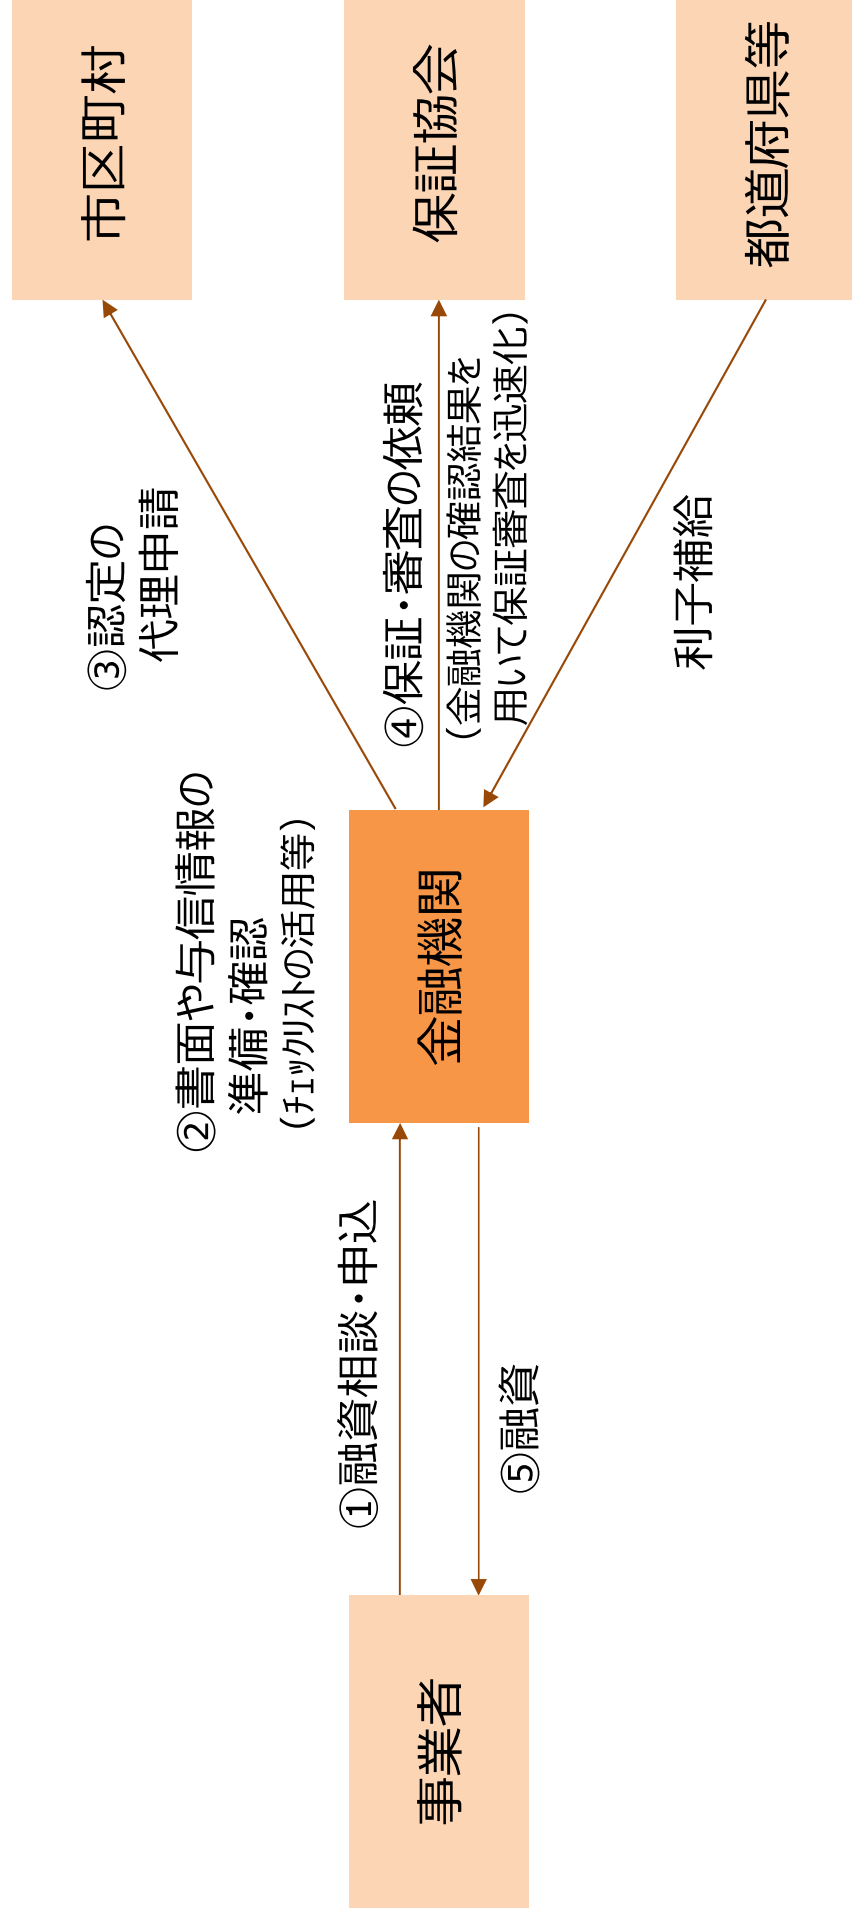 事業者
①融資相談・申込
⑤融資
金融機関
②書面や与信情報の
準備・確認
(ﾁｪｯｸﾘｽﾄの活用等)
③認定の
代理申請
④保証・審査の依頼
(金融機関の確認結果を
用いて保証審査を迅速化)
利子補給
市区町村
保証協会
都道府県等